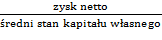 zysk netto
średni stan kapitału własnego